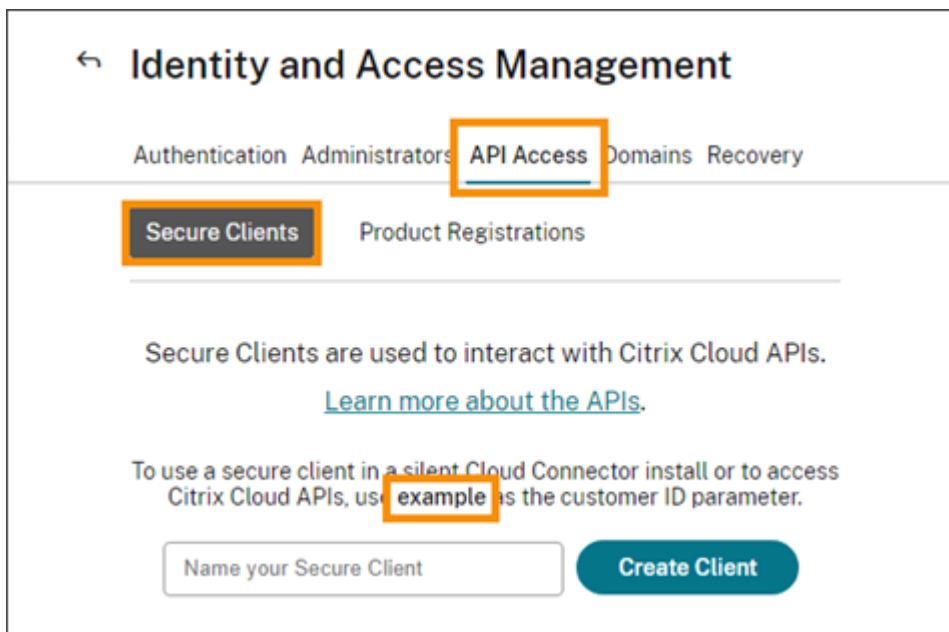 Identity and Access Management
Authentication Administrators API Access Domains Recovery
Secure Clients Product Registrations
Secure Clients are used to interact with Citrix Cloud APIs.
Learn more about the APIs.
To use a secure client in a silent Cloud Connector install or to access
Citrix Cloud APIs, use example as the customer ID parameter.
Name your Secure Client Create Client